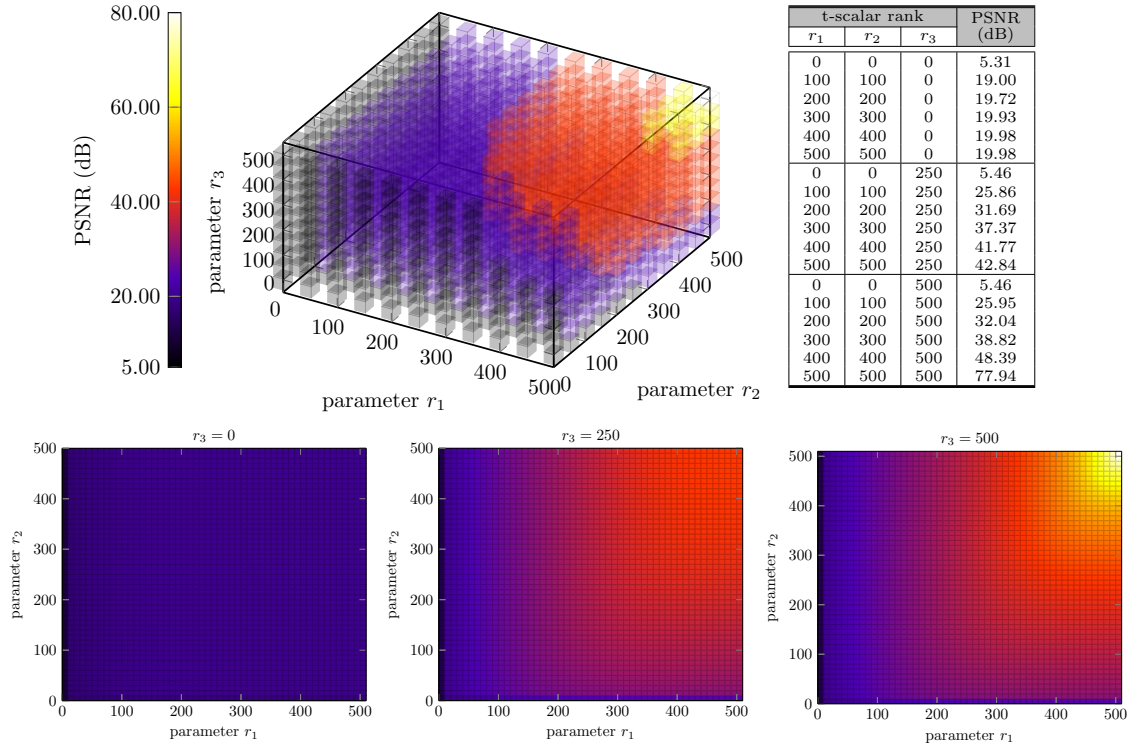 80.00
60.00
40.00
20.00
5.00
PSNR (dB)
500
400
300
200
100
0
parameter r₃
0
100
200
300
400
500
parameter r₁
0
100
200
300
400
500
parameter r₂
t-scalar rank PSNR
r₁ r₂ r₃ (dB)
0 0 0 5.31
100 100 0 19.00
200 200 0 19.72
300 300 0 19.93
400 400 0 19.98
500 500 0 19.98
0 0 250 5.46
100 100 250 25.86
200 200 250 31.69
300 300 250 37.37
400 400 250 41.77
500 500 250 42.84
0 0 500 5.46
100 100 500 25.95
200 200 500 32.04
300 300 500 38.82
400 400 500 48.39
500 500 500 77.94
r₃ = 0
500
400
300
200
100
0
parameter r₂
0 100 200 300 400 500
parameter r₁
r₃ = 250
500
400
300
200
100
0
parameter r₂
0 100 200 300 400 500
parameter r₁
r₃ = 500
500
400
300
200
100
0
parameter r₂
0 100 200 300 400 500
parameter r₁